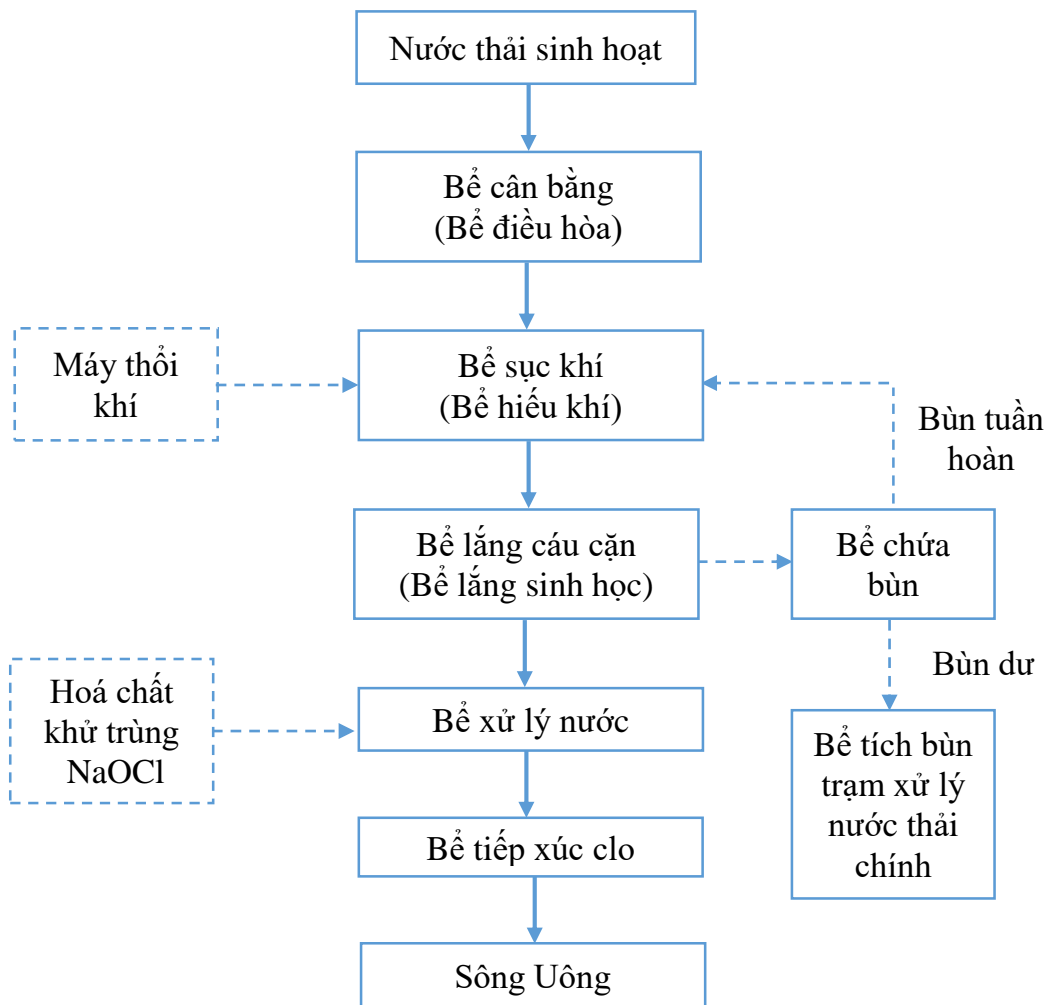 Nước thải sinh hoạt
Bể cân bằng
(Bể điều hòa)
Máy thổi
khí
Bể sục khí
(Bể hiếu khí)
Bùn tuần
hoàn
Bể lắng cáu cặn
(Bể lắng sinh học)
Bể chứa
bùn
Bùn dư
Hoá chất
khử trùng
NaOCl
Bể xử lý nước
Bể tích bùn
trạm xử lý
nước thải
chính
Bể tiếp xúc clo
Sông Uông